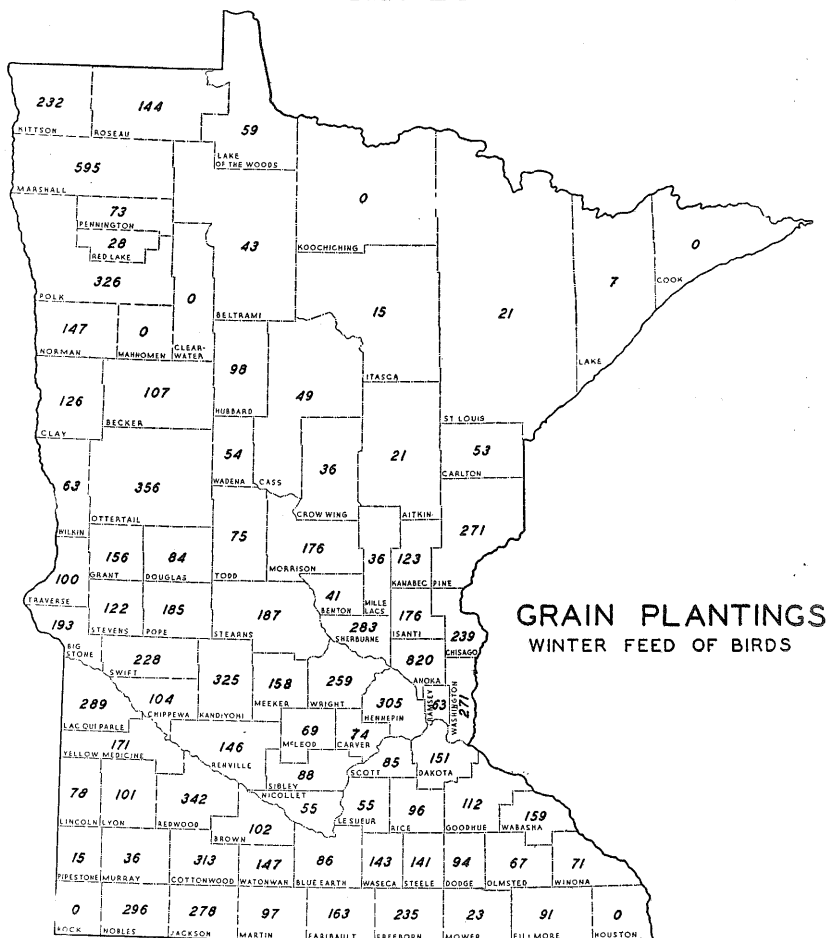 232
KITTSON
144
ROSEAU
59
LAKE
OF THE WOODS
595
MARSHALL
73
PENNINGTON
28
RED LAKE
326
POLK
0
CLEAR-
WATER
43
BELTRAMI
0
KOOCHICHING
15
ITASCA
21
ST LOUIS
7
LAKE
0
COOK
147
NORMAN
0
MAHNOMEN
98
HUBBARD
49
CASS
126
CLAY
107
BECKER
54
WADENA
36
CROW WING
21
AITKIN
53
CARLTON
63
WILKIN
356
OTTERTAIL
75
TODD
176
MORRISON
36
MILLE
LACS
123
KANABEC
271
PINE
156
GRANT
84
DOUGLAS
100
TRAVERSE
41
BENTON
193
BIG
STONE
122
STEVENS
185
POPE
187
STEARNS
283
SHERBURNE
176
ISANTI
239
CHISAGO
GRAIN PLANTINGS
WINTER FEED OF BIRDS
228
SWIFT
325
KANDIYOHI
158
MEEKER
259
WRIGHT
820
ANOKA
63
RAMSEY
271
WASHINGTON
289
LAC QUI PARLE
104
CHIPPEWA
305
HENNEPIN
171
YELLOW MEDICINE
146
RENVILLE
69
McLEOD
74
CARVER
88
SIBLEY
85
SCOTT
151
DAKOTA
78
LINCOLN
101
LYON
342
REDWOOD
102
BROWN
NICOLLET
55
55
LE SUEUR
96
RICE
112
GOODHUE
159
WABASHA
15
PIPESTONE
36
MURRAY
313
COTTONWOOD
147
WATONWAN
86
BLUE EARTH
143
WASECA
141
STEELE
94
DODGE
67
OLMSTED
71
WINONA
0
ROCK
296
NOBLES
278
JACKSON
97
MARTIN
163
FARIBAULT
235
FREEBORN
23
MOWER
91
FILLMORE
0
HOUSTON